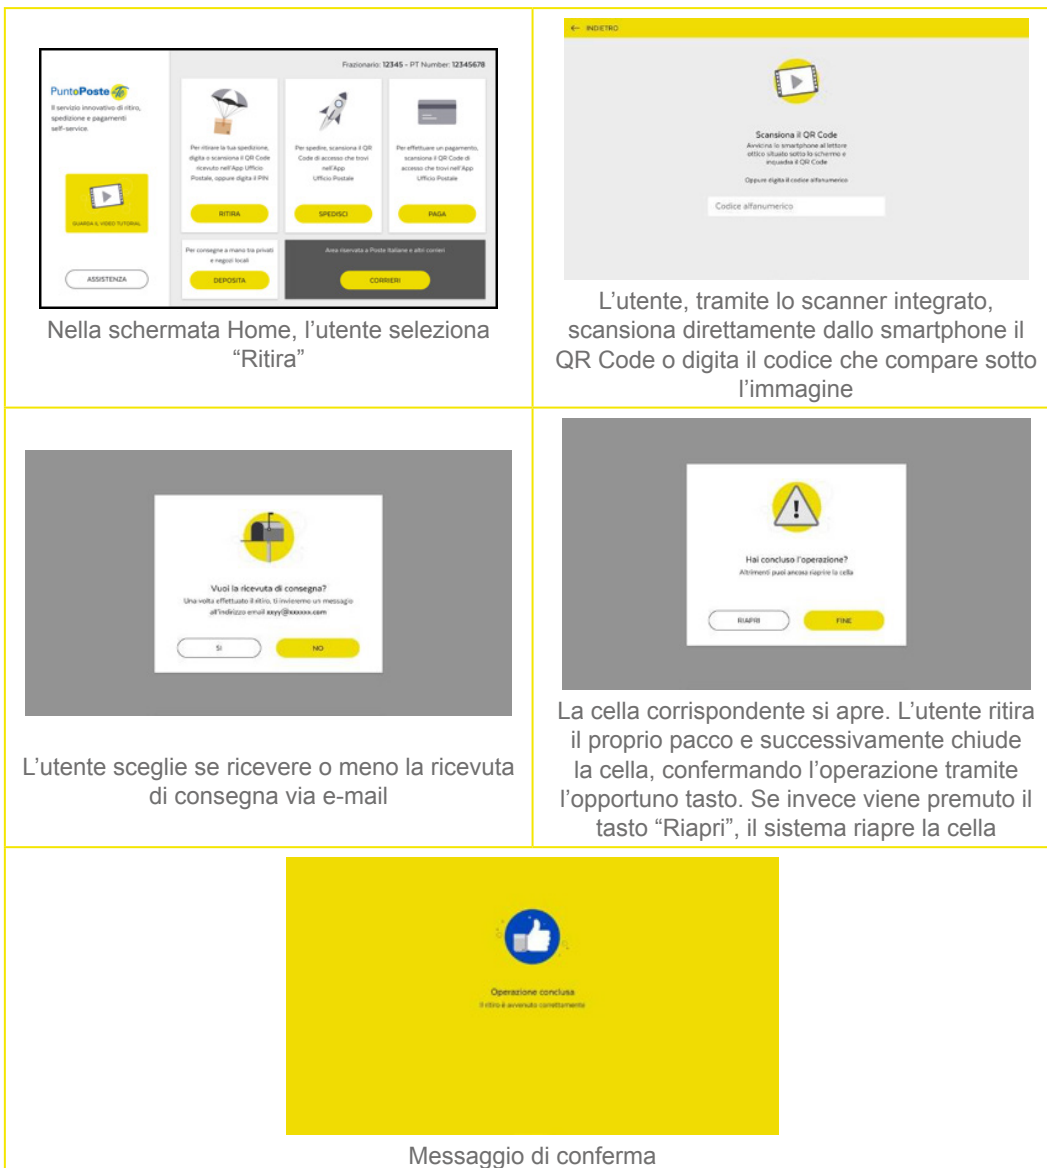 Frazionario: 12345 - PT Number: 12345678
PuntoPoste Te
Il servizio innovativo di ritiro,
spedizione e pagamenti
self-service.
GUARDA IL VIDEO TUTORIAL
ASSISTENZA
Per ritirare la tua spedizione,
digita o scansiona il QR Code
ricevuto nell'App Ufficio
Postale, oppure digita il PIN
RITIRA
Per spedire, scansiona il QR
Code di accesso che trovi
nell'App
Ufficio Postale
SPEDISCI
Per effettuare un pagamento,
scansiona il QR Code di
accesso che trovi nell'App
Ufficio Postale
PAGA
Per consegne a mano tra privati
e negozi locali
DEPOSITA
Area riservata a Poste Italiane e altri corrieri
CORRIERI
Nella schermata Home, l'utente seleziona
“Ritira”
← INDIETRO
Scansiona il QR Code
Avvicina lo smartphone al lettore
ottico situato sotto lo schermo e
inquadra il QR Code
Oppure digita il codice alfanumerico
Codice alfanumerico
L'utente, tramite lo scanner integrato,
scansiona direttamente dallo smartphone il
QR Code o digita il codice che compare sotto
l'immagine
Vuoi la ricevuta di consegna?
Una volta effettuato il ritiro, ti invieremo un messaggio
all'indirizzo email
SI
NO
L'utente sceglie se ricevere o meno la ricevuta
di consegna via e-mail
Hai concluso l'operazione?
Altrimenti puoi ancora riaprire la cella
RIAPRI
FINE
La cella corrispondente si apre. L'utente ritira
il proprio pacco e successivamente chiude
la cella, confermando l'operazione tramite
l'opportuno tasto. Se invece viene premuto il
tasto “Riapri”, il sistema riapre la cella
Operazione conclusa
Il ritiro è avvenuto correttamente
Messaggio di conferma